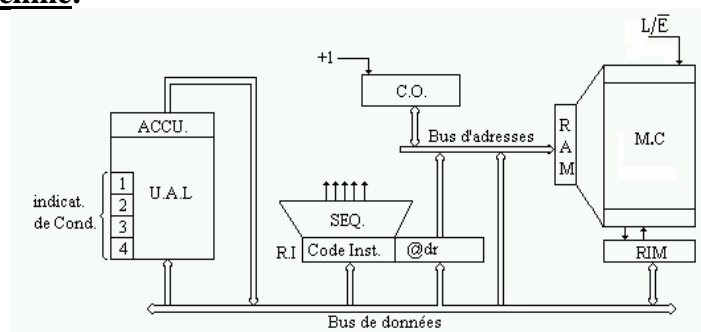 L/E̅
+1
C.O.
ACCU.
Bus d'adresses
R
A
M
M.C
1
2
3
4
U.A.L
indicat.
de Cond.
SEQ.
R.I
Code Inst.
@dr
RIM
Bus de données